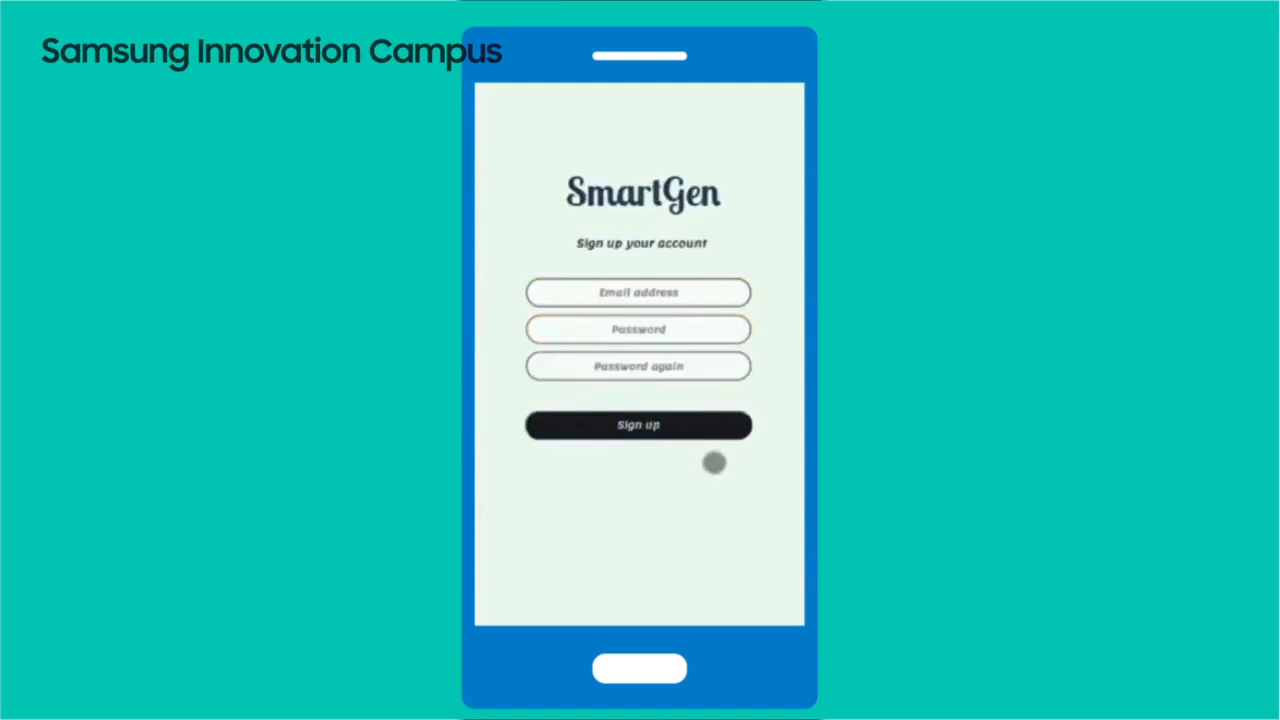 Samsung Innovation Campus
SmartGen
Sign up your account
Email address
Password
Password again
Sign up